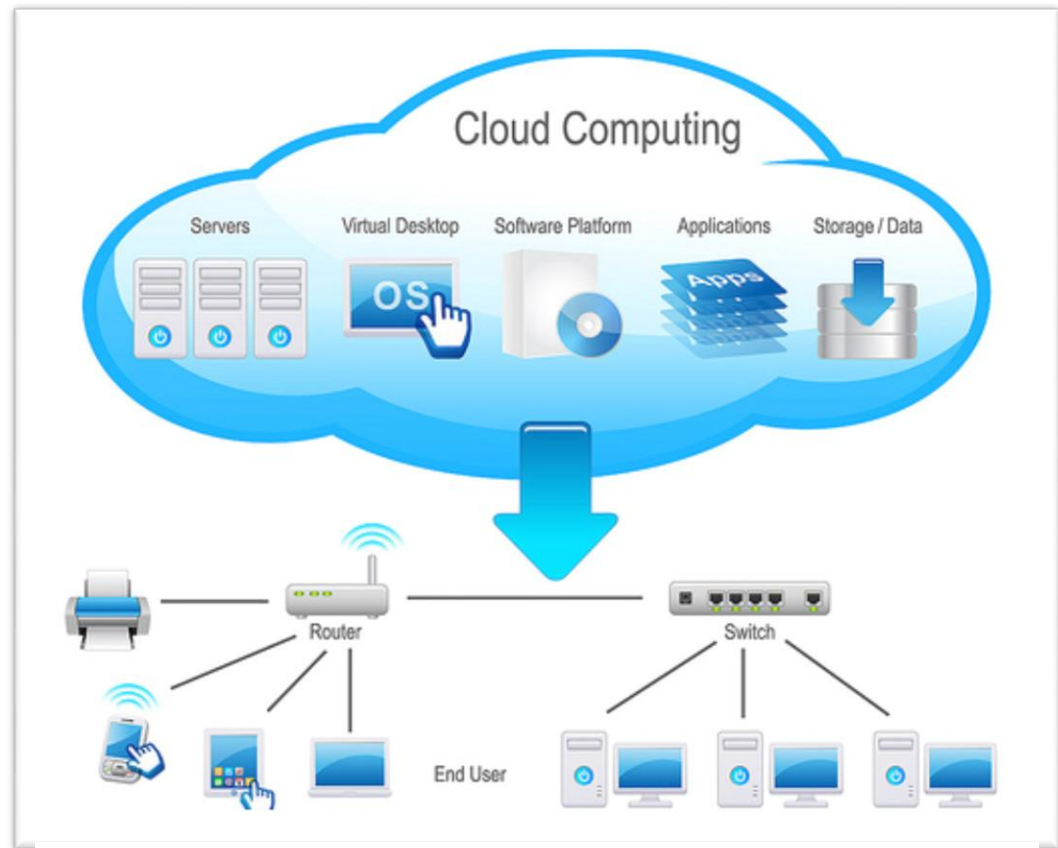 Cloud Computing
Servers
Virtual Desktop
Software Platform
Applications
Storage / Data
OS
Apps
Router
Switch
End User